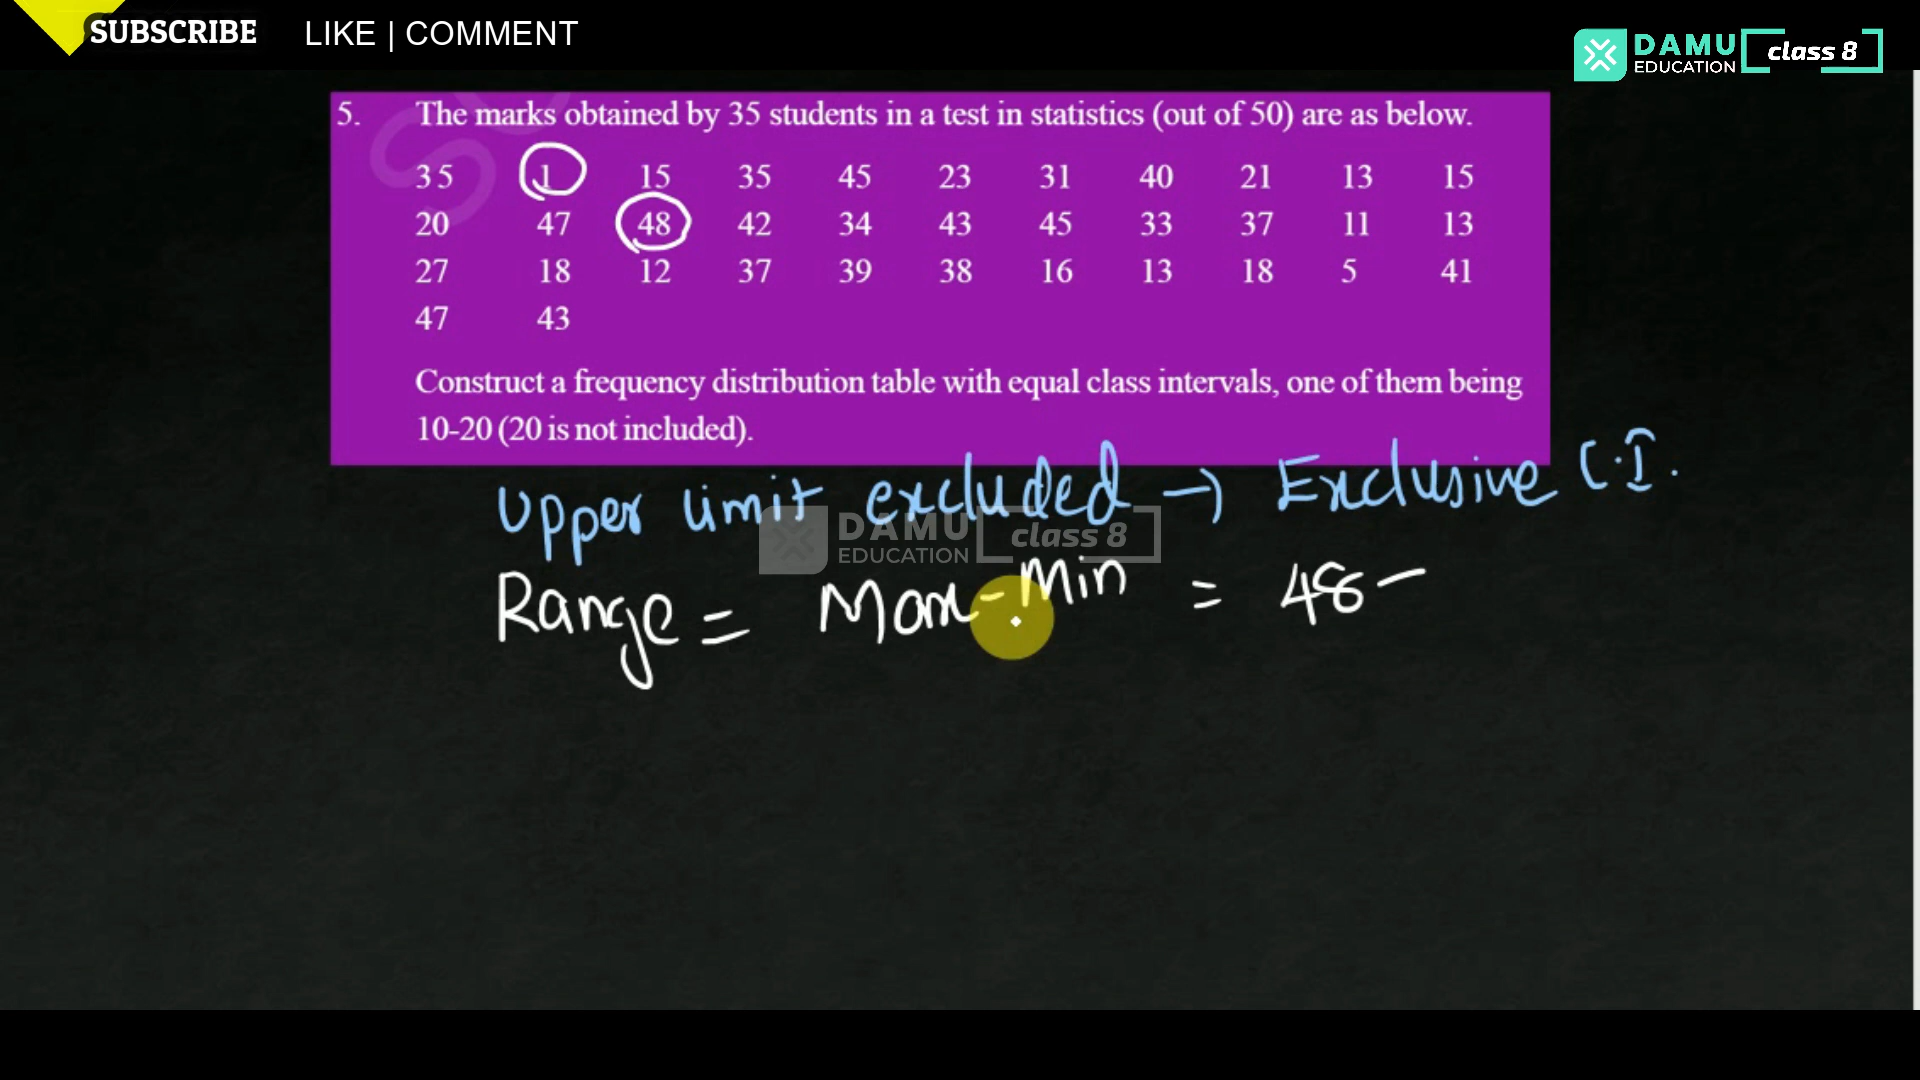 SUBSCRIBE LIKE | COMMENT
DAMU EDUCATION class 8
5. The marks obtained by 35 students in a test in statistics (out of 50) are as below.
35 1 15 35 45 23 31 40 21 13 15
20 47 48 42 34 43 45 33 37 11 13
27 18 12 37 39 38 16 13 18 5 41
47 43
Construct a frequency distribution table with equal class intervals, one of them being
10-20 (20 is not included).
Upper limit excluded → Exclusive C.I.
DAMU EDUCATION class 8
Range = Max - Min = 48 -